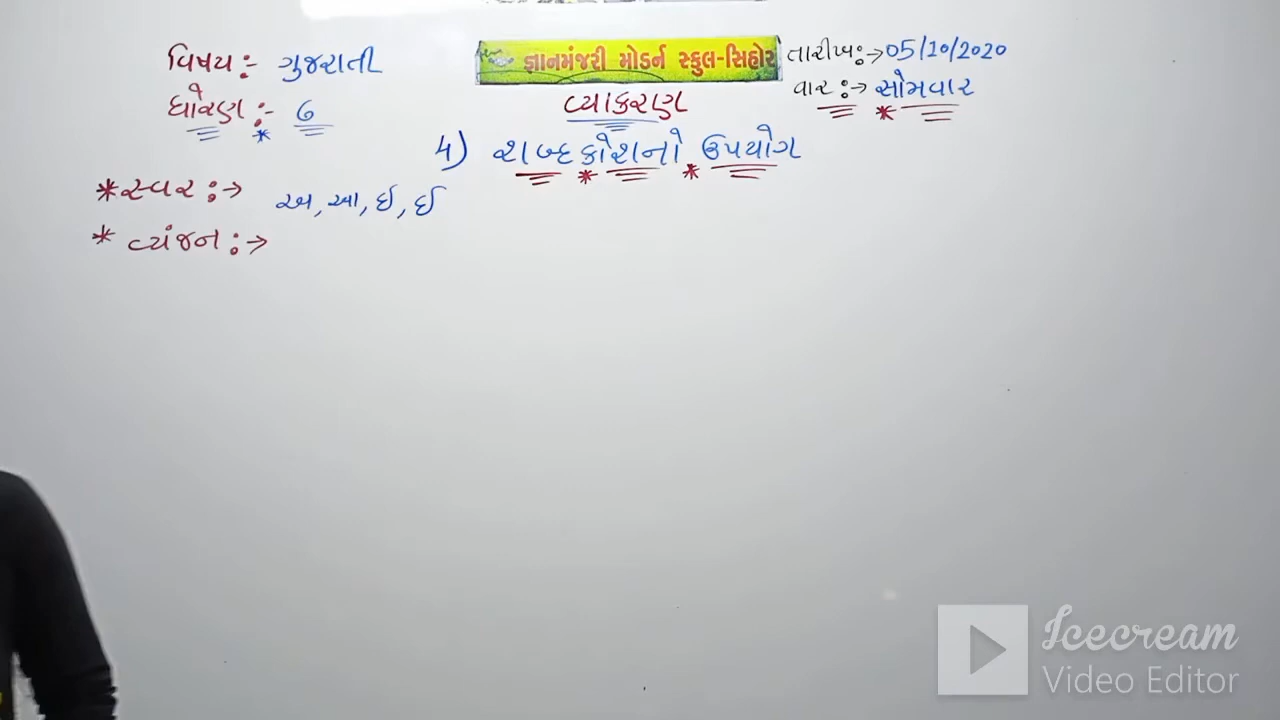 વિષય :- ગુજરાતી
જ્ઞાનમંજરી મોડર્ન સ્કુલ-સિહોર
તારીખ :→ 05/10/2020
ધોરણ :- ૭
વ્યાકરણ
વાર :→ સોમવાર
4) શબ્દકોશનો ઉપયોગ
* સ્વર :→ અ, આ, ઇ, ઈ
* વ્યંજન :→
Icecream
Video Editor